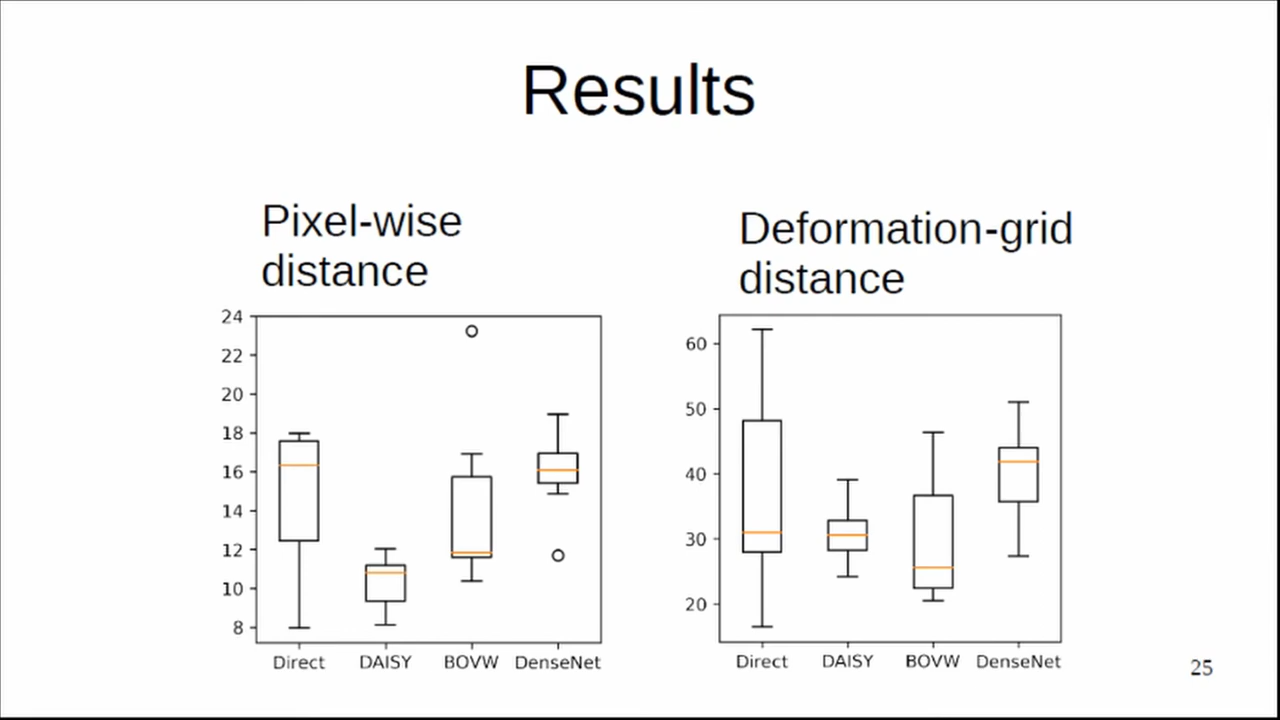 Results
Pixel-wise
distance
24
22
20
18
16
14
12
10
8
Direct DAISY BOVW DenseNet
Deformation-grid
distance
60
50
40
30
20
Direct DAISY BOVW DenseNet
25